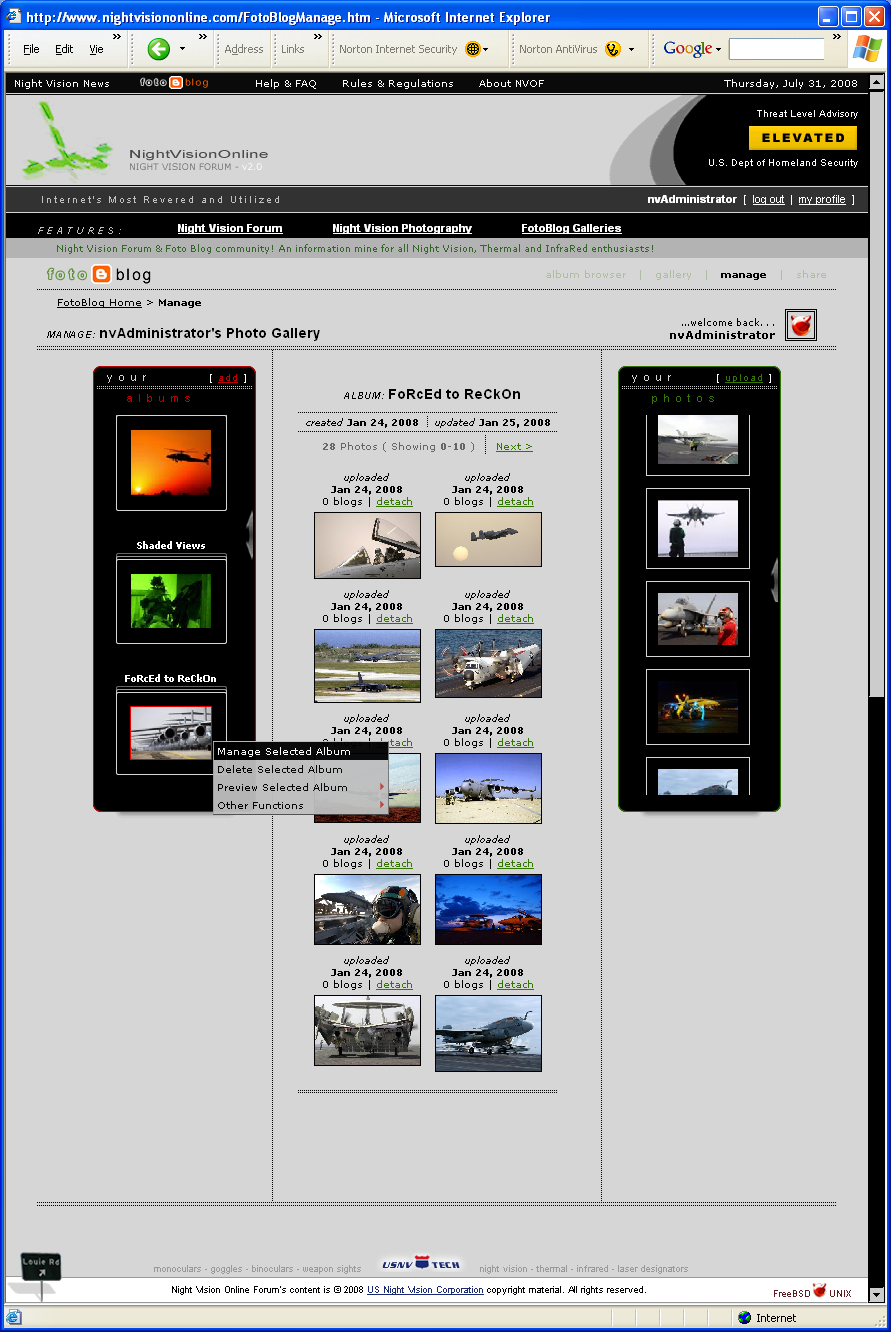 http://www.nightvisiononline.com/FotoBlogManage.htm - Microsoft Internet Explorer
File Edit Vie » » Address Links » Norton Internet Security Norton AntiVirus Google »
Night Vision News foto B blog Help & FAQ Rules & Regulations About NVOF Thursday, July 31, 2008
Threat Level Advisory
ELEVATED
U.S. Dept of Homeland Security
NightVisionOnline
NIGHT VISION FORUM - v2.0
Internet's Most Revered and Utilized
nvAdministrator [ log out | my profile ]
FEATURES: Night Vision Forum Night Vision Photography FotoBlog Galleries
Night Vision Forum & Foto Blog community! An information mine for all Night Vision, Thermal and InfraRed enthusiasts!
foto B blog
album browser | gallery | manage | share
FotoBlog Home > Manage
MANAGE: nvAdministrator's Photo Gallery
...welcome back...
nvAdministrator
your [ add ]
albums
Shaded Views
FoRcEd to ReCkOn
Manage Selected Album
Delete Selected Album
Preview Selected Album
Other Functions
ALBUM: FoRcEd to ReCkOn
created Jan 24, 2008 updated Jan 25, 2008
28 Photos ( Showing 0-10 ) Next >
uploaded uploaded
Jan 24, 2008 Jan 24, 2008
0 blogs | detach 0 blogs | detach
uploaded uploaded
Jan 24, 2008 Jan 24, 2008
0 blogs | detach 0 blogs | detach
uploaded uploaded
Jan 24, 2008 Jan 24, 2008
detach 0 blogs | detach
uploaded uploaded
Jan 24, 2008 Jan 24, 2008
0 blogs | detach 0 blogs | detach
uploaded uploaded
Jan 24, 2008 Jan 24, 2008
0 blogs | detach 0 blogs | detach
your [ upload ]
photos
Louie Rd
monoculars - goggles - binoculars - weapon sights USNV TECH night vision - thermal - infrared - laser designators
Night Vision Online Forum's content is © 2008 US Night Vision Corporation copyright material. All rights reserved.
FreeBSD UNIX
Internet